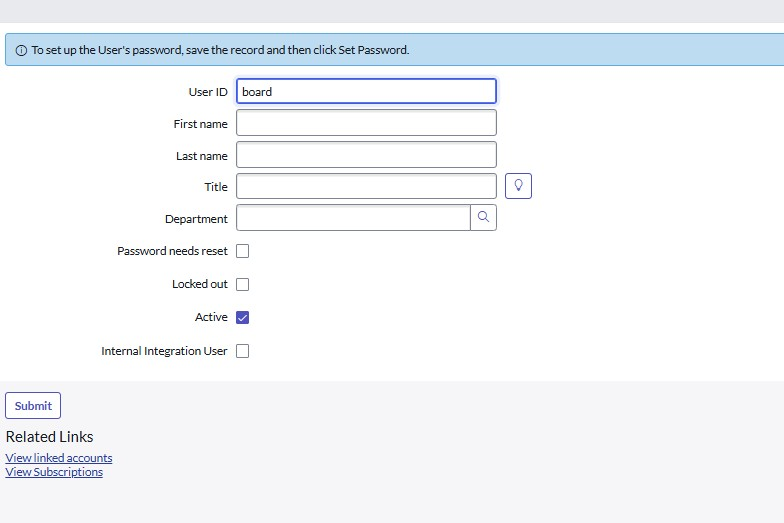 To set up the User's password, save the record and then click Set Password.
User ID board
First name
Last name
Title
Department
Password needs reset
Locked out
Active
Internal Integration User
Submit
Related Links
View linked accounts
View Subscriptions